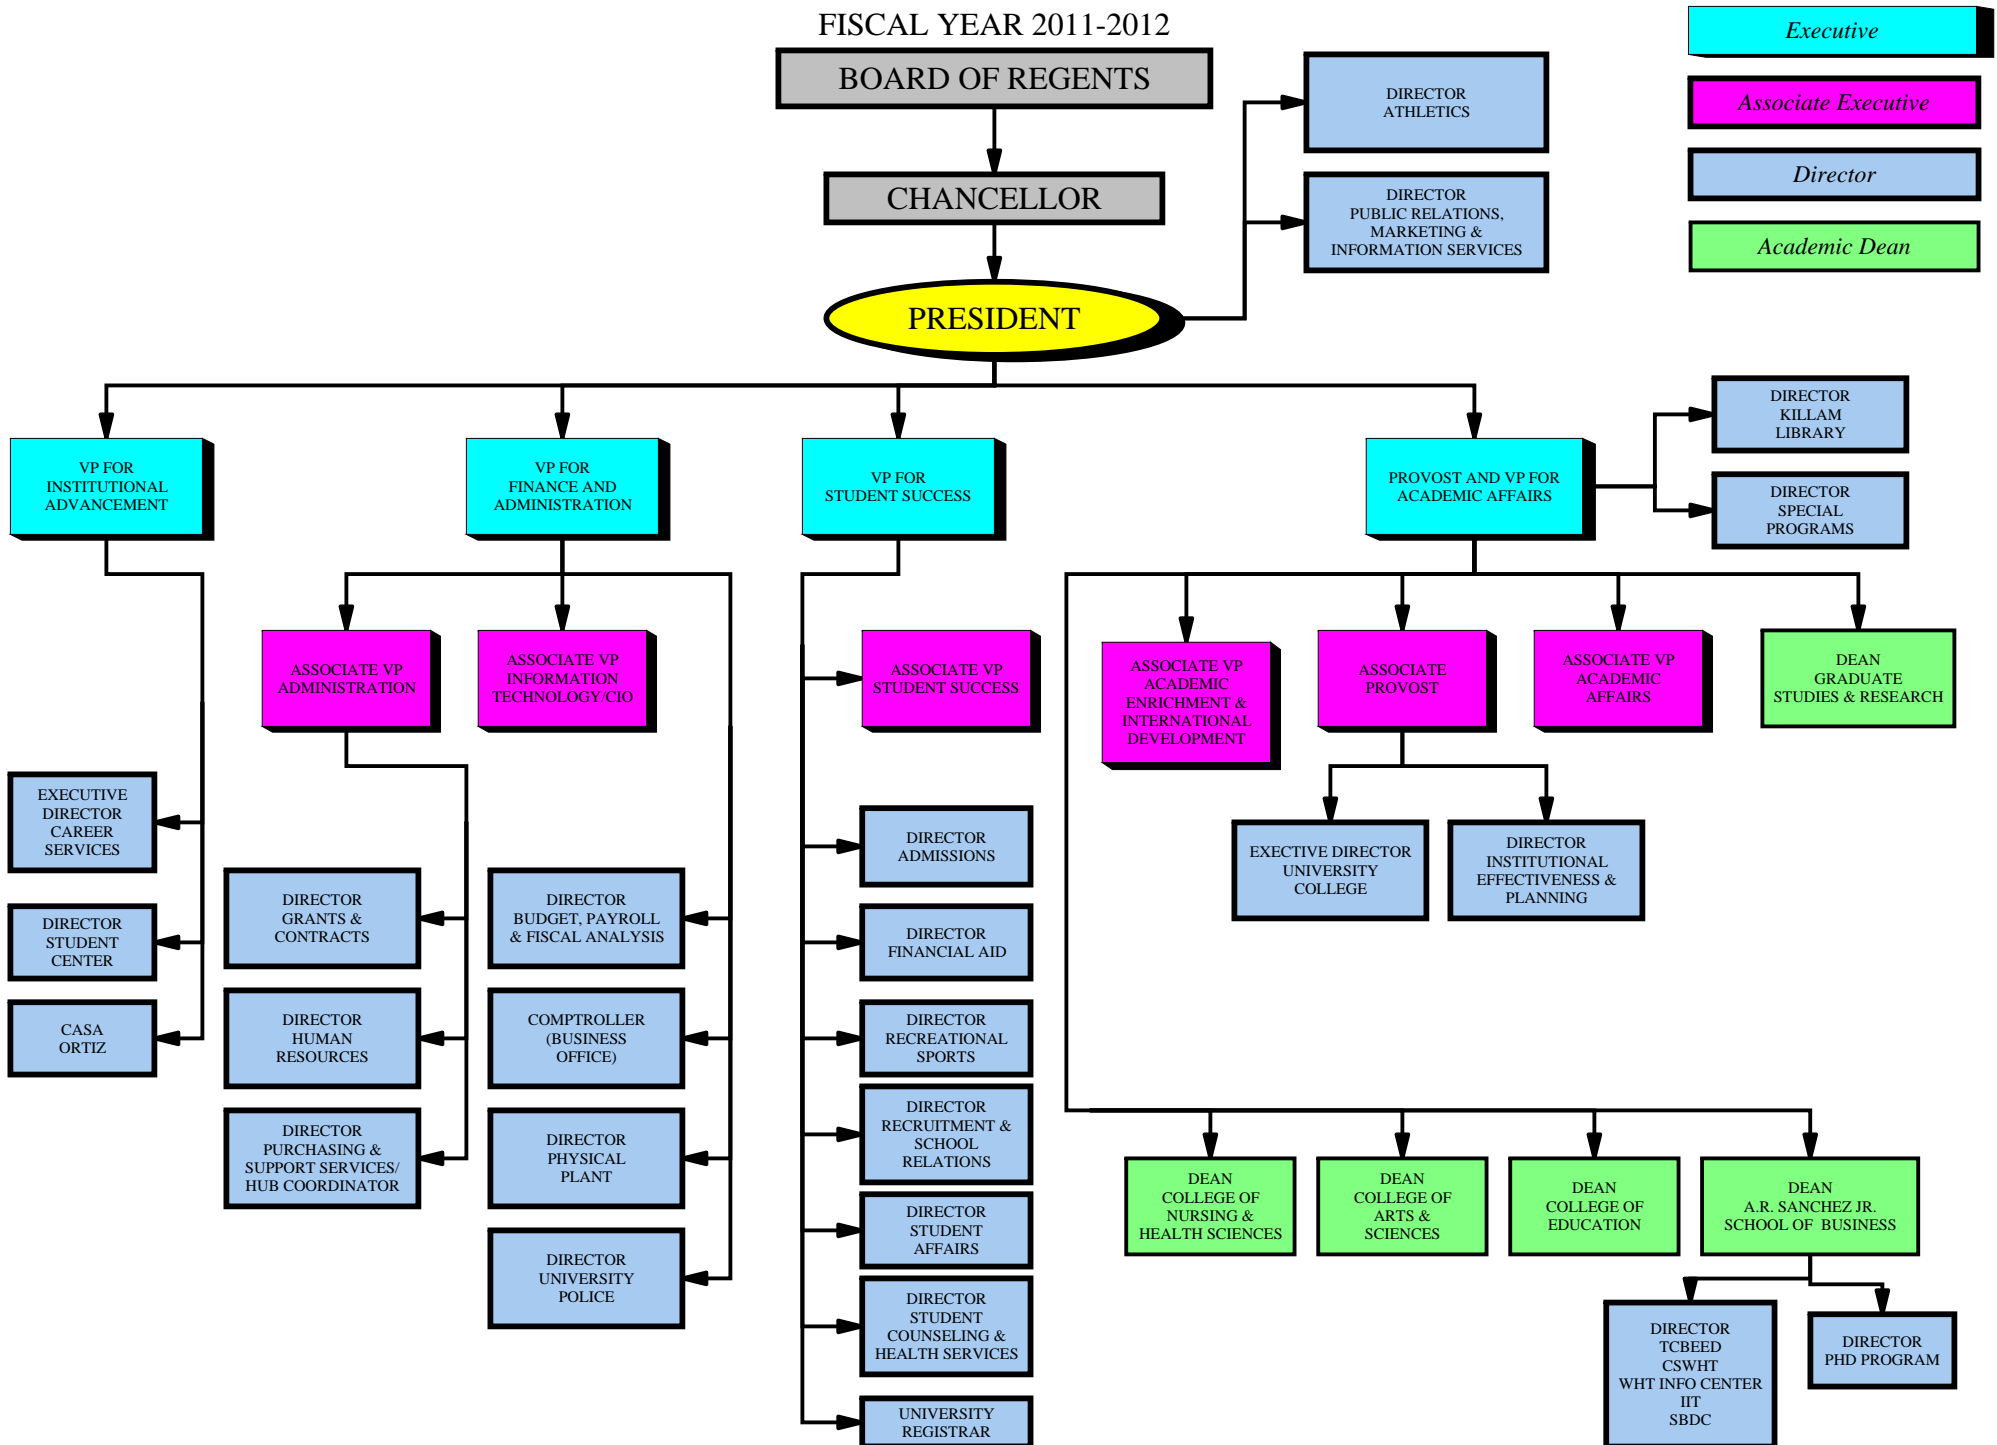 FISCAL YEAR 2011-2012
BOARD OF REGENTS
CHANCELLOR
PRESIDENT
DIRECTOR
ATHLETICS
DIRECTOR
PUBLIC RELATIONS,
MARKETING &
INFORMATION SERVICES
Executive
Associate Executive
Director
Academic Dean
VP FOR
INSTITUTIONAL
ADVANCEMENT
VP FOR
FINANCE AND
ADMINISTRATION
VP FOR
STUDENT SUCCESS
PROVOST AND VP FOR
ACADEMIC AFFAIRS
DIRECTOR
KILLAM
LIBRARY
DIRECTOR
SPECIAL
PROGRAMS
ASSOCIATE VP
ADMINISTRATION
ASSOCIATE VP
INFORMATION
TECHNOLOGY/CIO
ASSOCIATE VP
STUDENT SUCCESS
ASSOCIATE VP
ACADEMIC
ENRICHMENT &
INTERNATIONAL
DEVELOPMENT
ASSOCIATE
PROVOST
ASSOCIATE VP
ACADEMIC
AFFAIRS
DEAN
GRADUATE
STUDIES & RESEARCH
EXECUTIVE
DIRECTOR
CAREER
SERVICES
DIRECTOR
STUDENT
CENTER
CASA
ORTIZ
DIRECTOR
GRANTS &
CONTRACTS
DIRECTOR
HUMAN
RESOURCES
DIRECTOR
PURCHASING &
SUPPORT SERVICES/
HUB COORDINATOR
DIRECTOR
BUDGET, PAYROLL
& FISCAL ANALYSIS
COMPTROLLER
(BUSINESS
OFFICE)
DIRECTOR
PHYSICAL
PLANT
DIRECTOR
UNIVERSITY
POLICE
DIRECTOR
ADMISSIONS
DIRECTOR
FINANCIAL AID
DIRECTOR
RECREATIONAL
SPORTS
DIRECTOR
RECRUITMENT &
SCHOOL
RELATIONS
DIRECTOR
STUDENT
AFFAIRS
DIRECTOR
STUDENT
COUNSELING &
HEALTH SERVICES
UNIVERSITY
REGISTRAR
EXECTIVE DIRECTOR
UNIVERSITY
COLLEGE
DIRECTOR
INSTITUTIONAL
EFFECTIVENESS &
PLANNING
DEAN
COLLEGE OF
NURSING &
HEALTH SCIENCES
DEAN
COLLEGE OF
ARTS &
SCIENCES
DEAN
COLLEGE OF
EDUCATION
DEAN
A.R. SANCHEZ JR.
SCHOOL OF BUSINESS
DIRECTOR
TCBEED
CSWHT
WHT INFO CENTER
IIT
SBDC
DIRECTOR
PHD PROGRAM